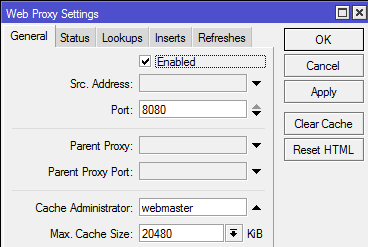 Web Proxy Settings
General Status Lookups Inserts Refreshes
Enabled
Src. Address:
Port: 8080
Parent Proxy:
Parent Proxy Port:
Cache Administrator: webmaster
Max. Cache Size: 20480 KiB
OK
Cancel
Apply
Clear Cache
Reset HTML